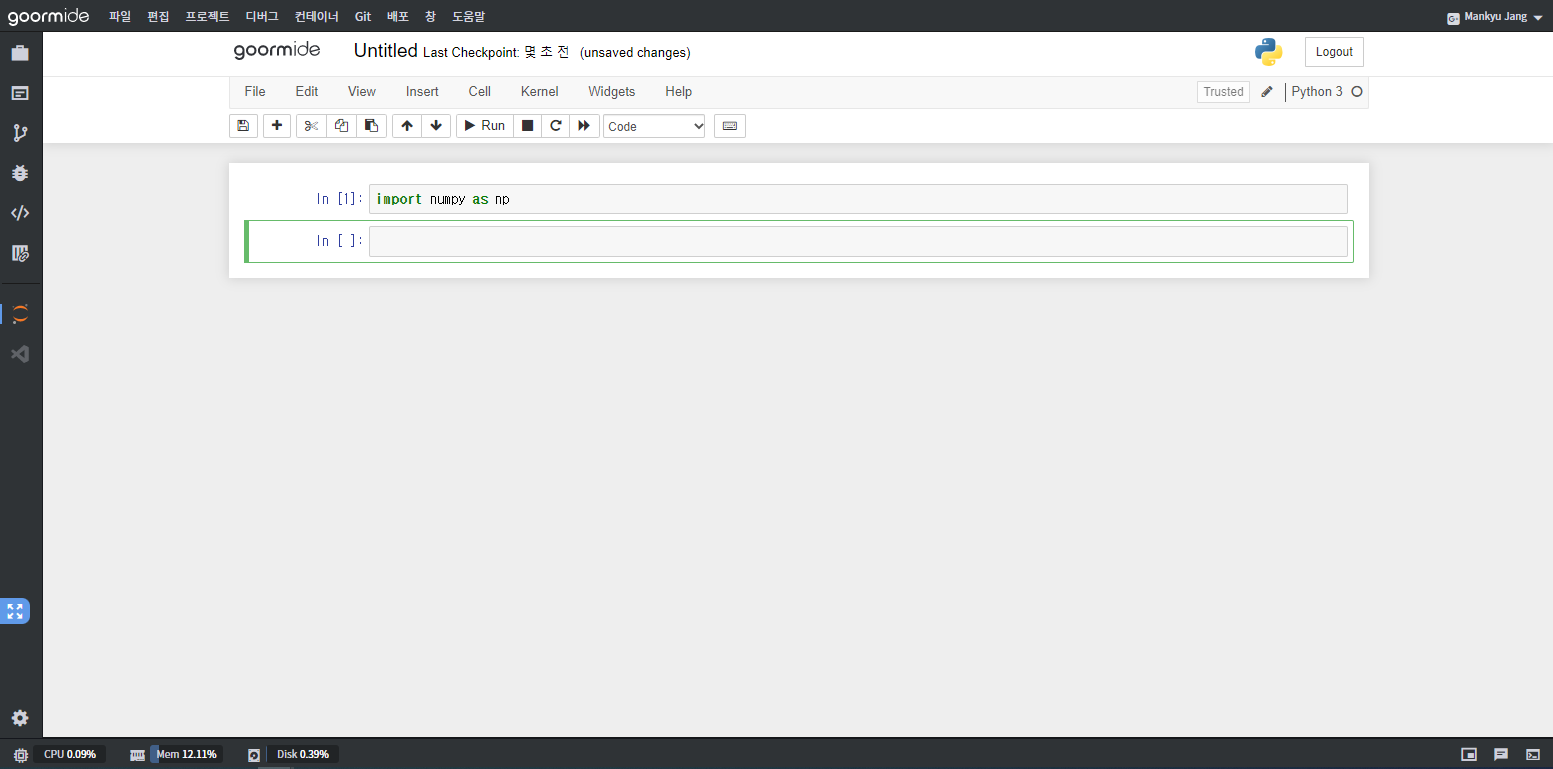 goormide 파일 편집 프로젝트 디버그 컨테이너 Git 배포 창 도움말 G+ Mankyu Jang
goormide Untitled Last Checkpoint: 몇 초 전 (unsaved changes) Logout
File Edit View Insert Cell Kernel Widgets Help Trusted Python 3
Run Code
In [1]: import numpy as np
In [ ]:
CPU 0.09% Mem 12.11% Disk 0.39%